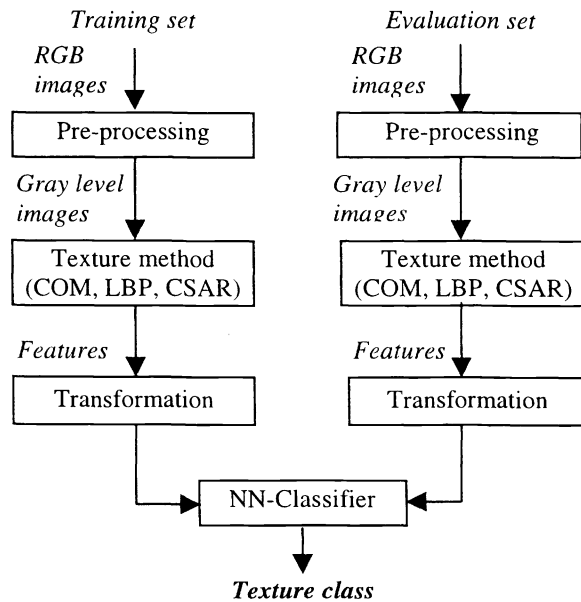 Training set
RGB
images
Pre-processing
Gray level
images
Texture method
(COM, LBP, CSAR)
Features
Transformation
Evaluation set
RGB
images
Pre-processing
Gray level
images
Texture method
(COM, LBP, CSAR)
Features
Transformation
NN-Classifier
Texture class